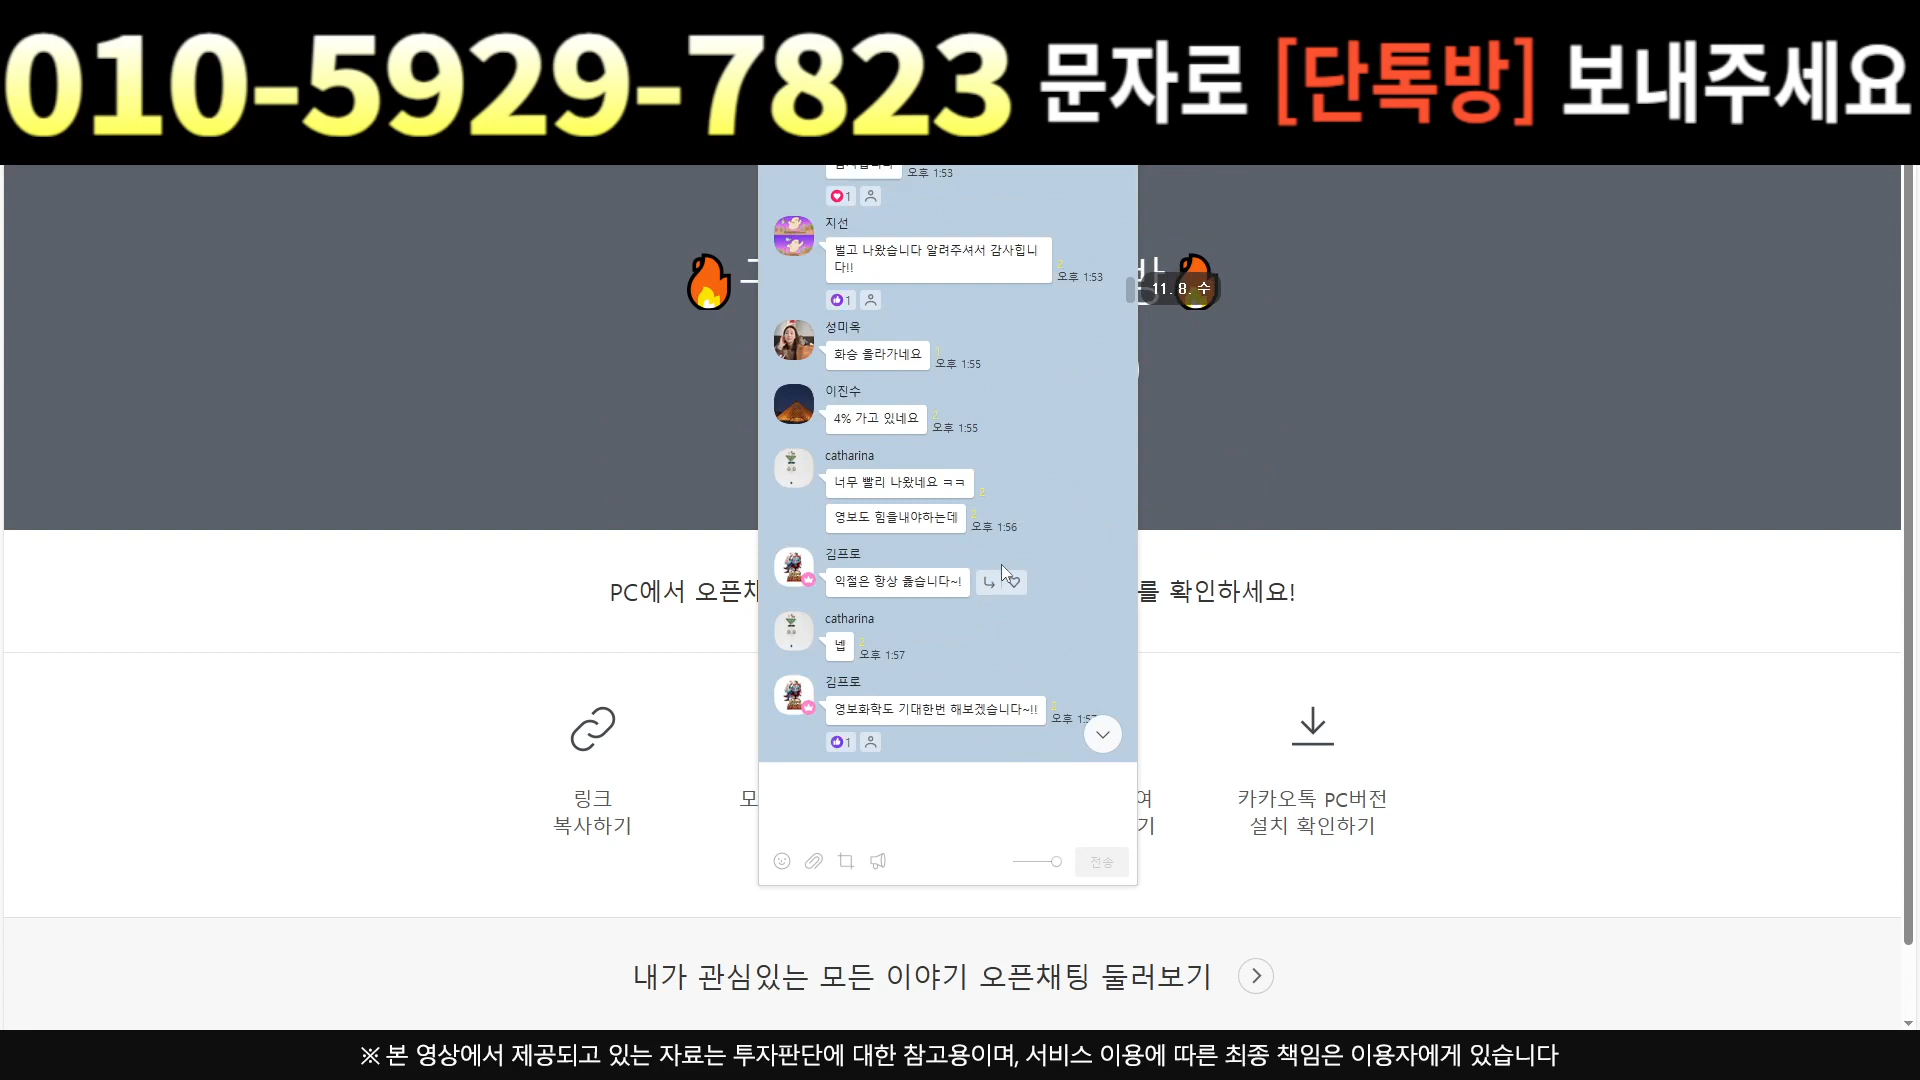 010-5929-7823 문자로 [단톡방] 보내주세요
오후 1:53
1
지선
벌고 나왔습니다 알려주셔서 감사힙니
다!!
2
오후 1:53
11. 8. 수
1
성미옥
화승 올라가네요
오후 1:55
이진수
4% 가고 있네요
2
오후 1:55
catharina
너무 빨리 나왔네요 ㅋㅋ
2
영보도 힘을내야하는데
2
오후 1:56
김프로
익절은 항상 옳습니다~!
PC에서 오픈채
를 확인하세요!
catharina
넵
2
오후 1:57
김프로
영보화학도 기대한번 해보겠습니다~!!
오후 1:57
1
링크
복사하기
모
여
기
카카오톡 PC버전
설치 확인하기
전송
내가 관심있는 모든 이야기 오픈채팅 둘러보기
※ 본 영상에서 제공되고 있는 자료는 투자판단에 대한 참고용이며, 서비스 이용에 따른 최종 책임은 이용자에게 있습니다